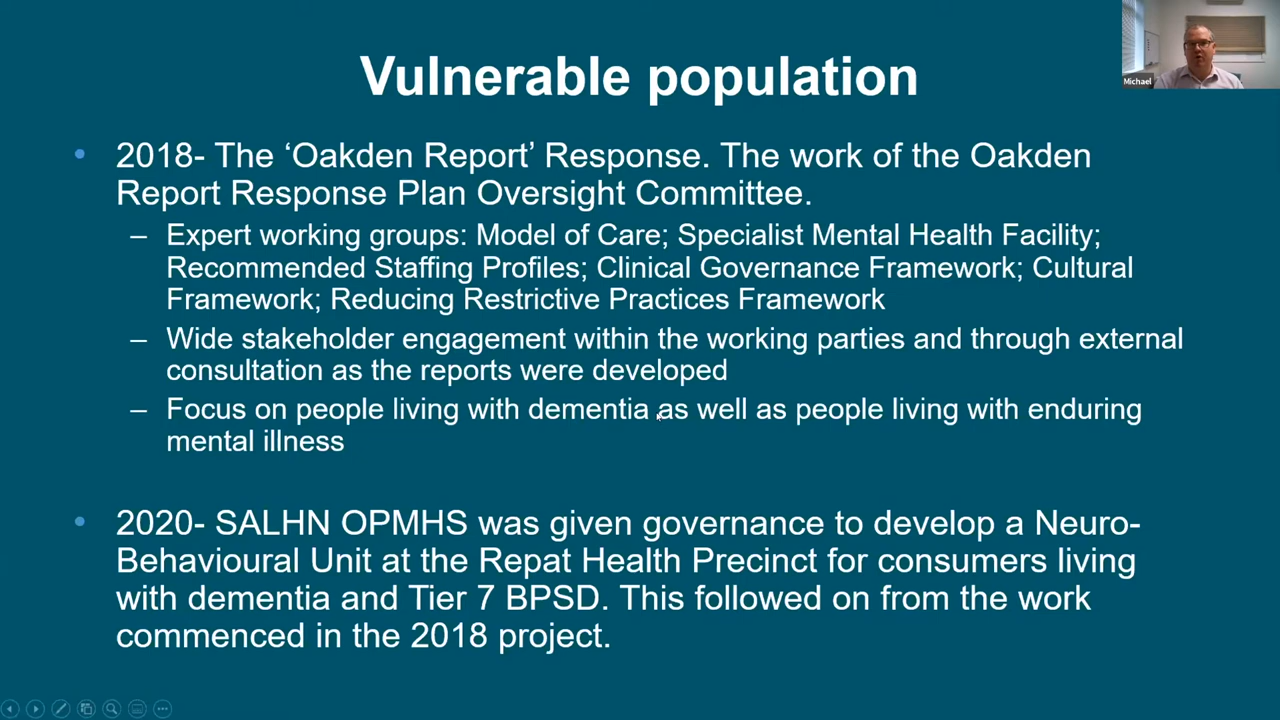 Vulnerable population
Michael
• 2018- The ‘Oakden Report’ Response. The work of the Oakden
Report Response Plan Oversight Committee.
– Expert working groups: Model of Care; Specialist Mental Health Facility;
Recommended Staffing Profiles; Clinical Governance Framework; Cultural
Framework; Reducing Restrictive Practices Framework
– Wide stakeholder engagement within the working parties and through external
consultation as the reports were developed
– Focus on people living with dementia as well as people living with enduring
mental illness
• 2020- SALHN OPMHS was given governance to develop a Neuro-
Behavioural Unit at the Repat Health Precinct for consumers living
with dementia and Tier 7 BPSD. This followed on from the work
commenced in the 2018 project.